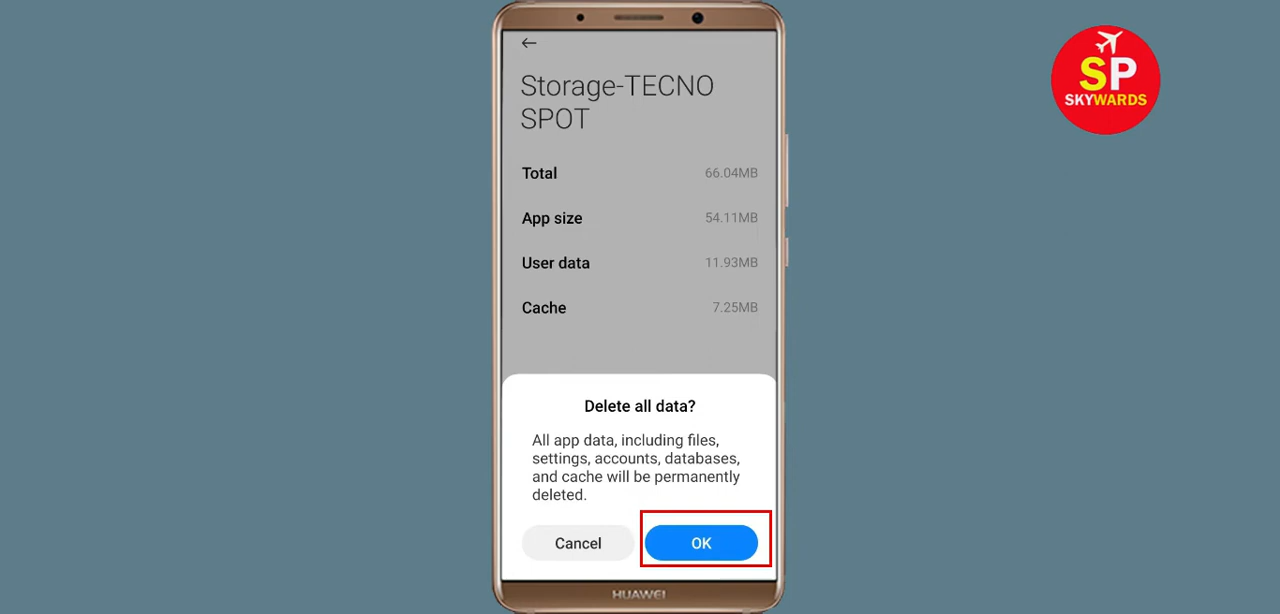 Storage-TECNO
SPOT
Total 66.04MB
App size 54.11MB
User data 11.93MB
Cache 7.25MB
Delete all data?
All app data, including files,
settings, accounts, databases,
and cache will be permanently
deleted.
Cancel OK
HUAWEI
SP
SKYWARDS